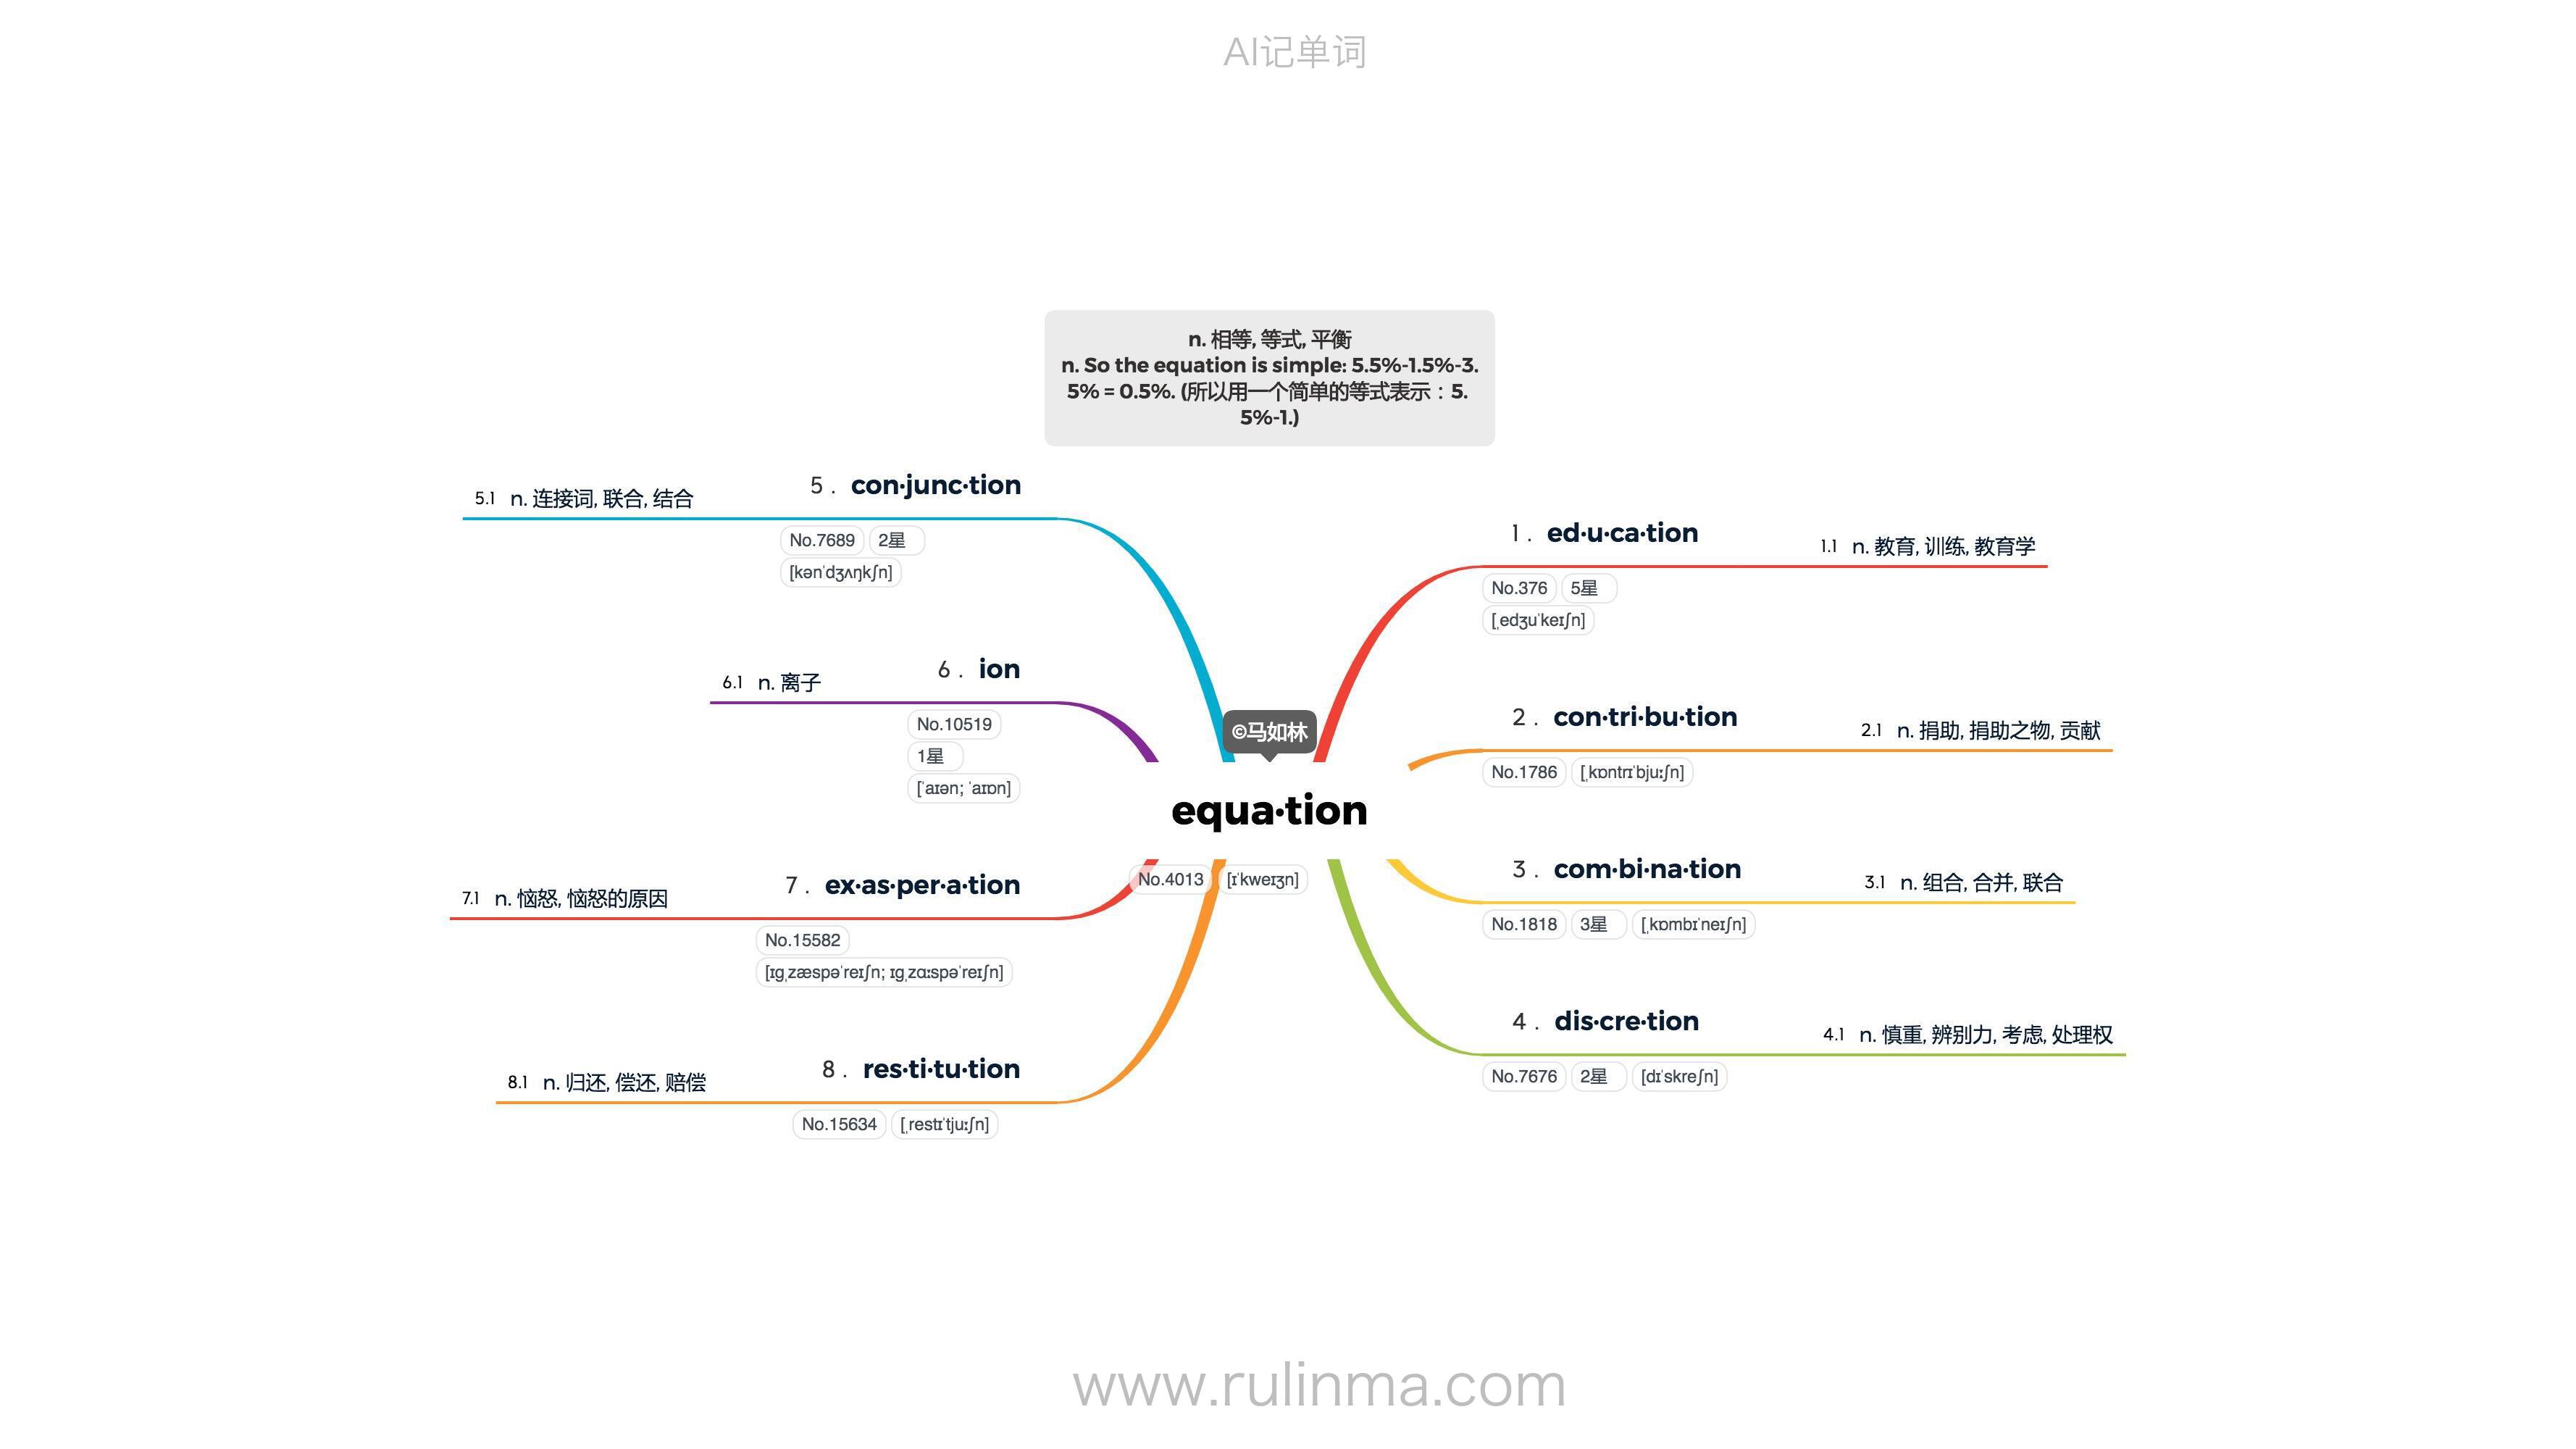 AI记单词
n. 相等, 等式, 平衡
n. So the equation is simple: 5.5%-1.5%-3.
5% = 0.5%. (所以用一个简单的等式表示：5.
5%-1.)
©马如林
equa·tion
No.4013 [ɪˈkweɪʒn]
1 . ed·u·ca·tion
1.1 n. 教育, 训练, 教育学
No.376 5星
[ˌedʒuˈkeɪʃn]
2 . con·tri·bu·tion
2.1 n. 捐助, 捐助之物, 贡献
No.1786 [ˌkɒntrɪˈbjuːʃn]
3 . com·bi·na·tion
3.1 n. 组合, 合并, 联合
No.1818 3星 [ˌkɒmbɪˈneɪʃn]
4 . dis·cre·tion
4.1 n. 慎重, 辨别力, 考虑, 处理权
No.7676 2星 [dɪˈskreʃn]
5 . con·junc·tion
5.1 n. 连接词, 联合, 结合
No.7689 2星
[kənˈdʒʌŋkʃn]
6 . ion
6.1 n. 离子
No.10519
1星
[ˈaɪən; ˈaɪɒn]
7 . ex·as·per·a·tion
7.1 n. 恼怒, 恼怒的原因
No.15582
[ɪɡˌzæspəˈreɪʃn; ɪɡˌzɑːspəˈreɪʃn]
8 . res·ti·tu·tion
8.1 n. 归还, 偿还, 赔偿
No.15634 [ˌrestɪˈtjuːʃn]
www.rulinma.com